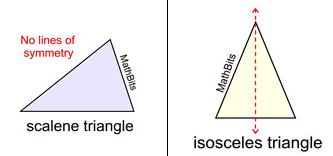 No lines of
symmetry
MathBits
scalene triangle
MathBits
isosceles triangle